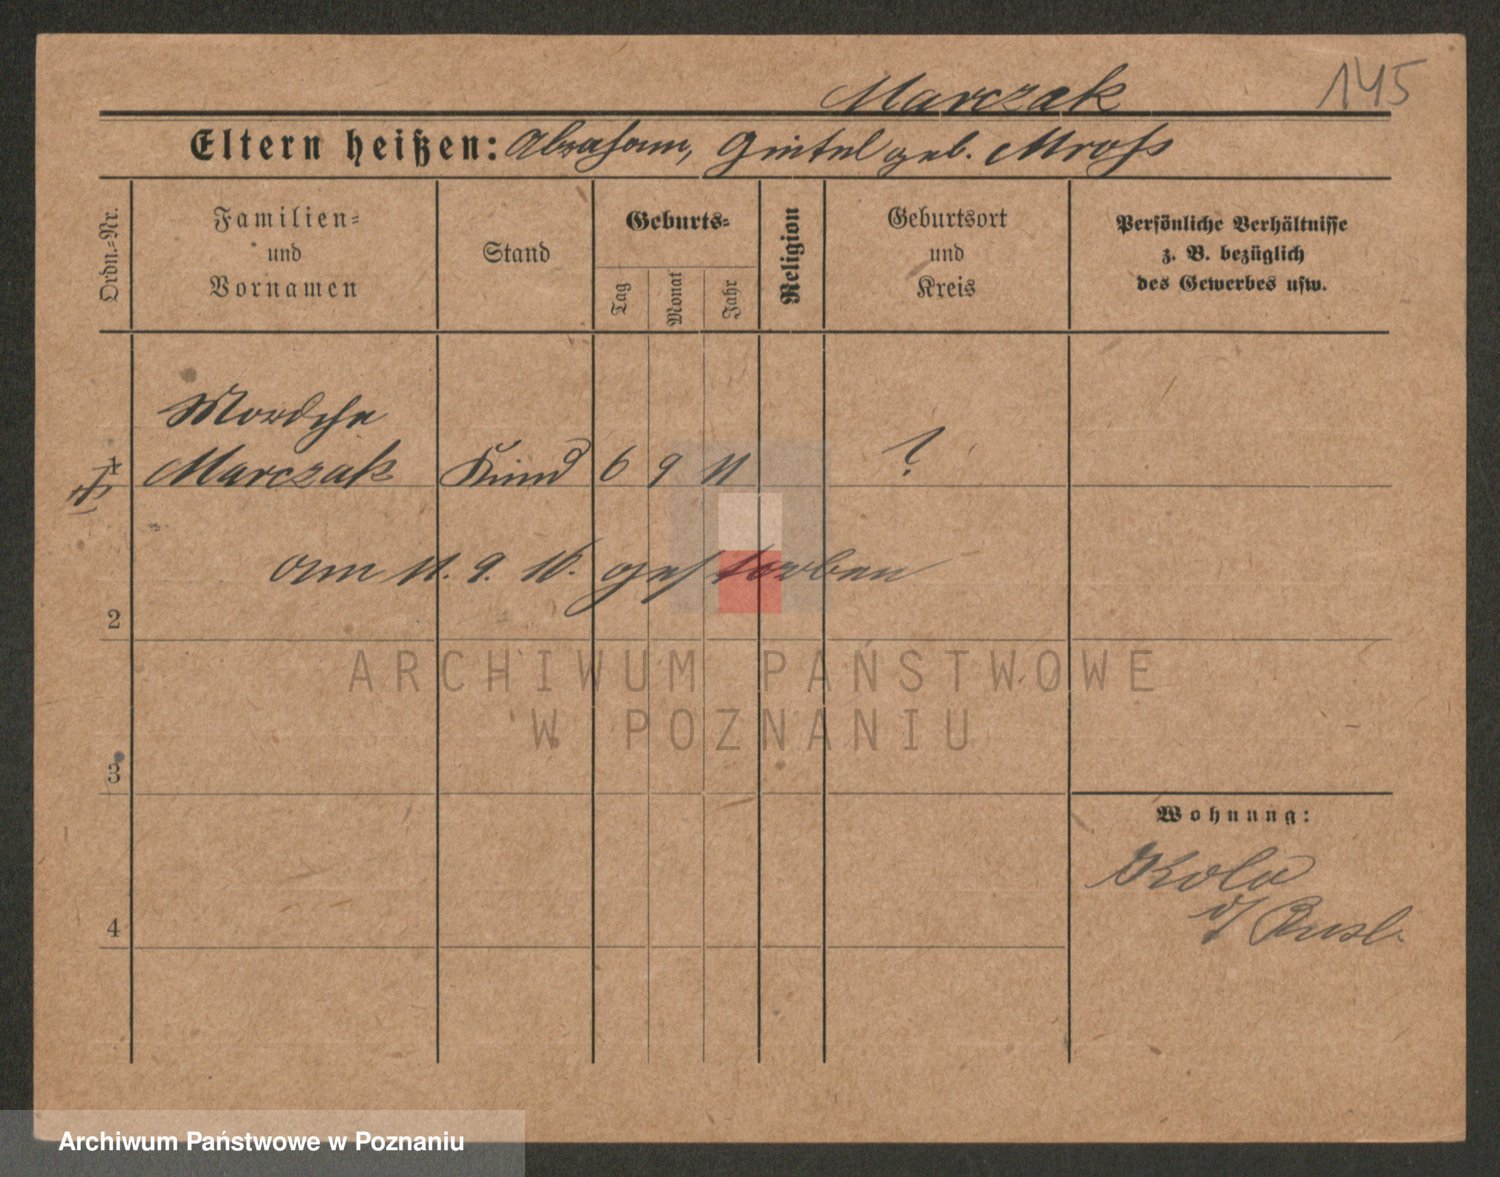 Marczak 145
Eltern heißen: Abraham, Gintel geb. Mroß
Ordn.=Nr.
Familien=
und
Vornamen
Stand
Geburts=
Tag
Monat
Jahr
Religion
Geburtsort
und
Kreis
Persönliche Verhältnisse
z. B. bezüglich
des Gewerbes usw.
Mordche
1 Marczak Kind 6 9 11 ?
am 11. 9. 16. gestorben
2
ARCHIWUM PAŃSTWOWE
W POZNANIU
3
Wohnung:
Kolo
4
Archiwum Państwowe w Poznaniu